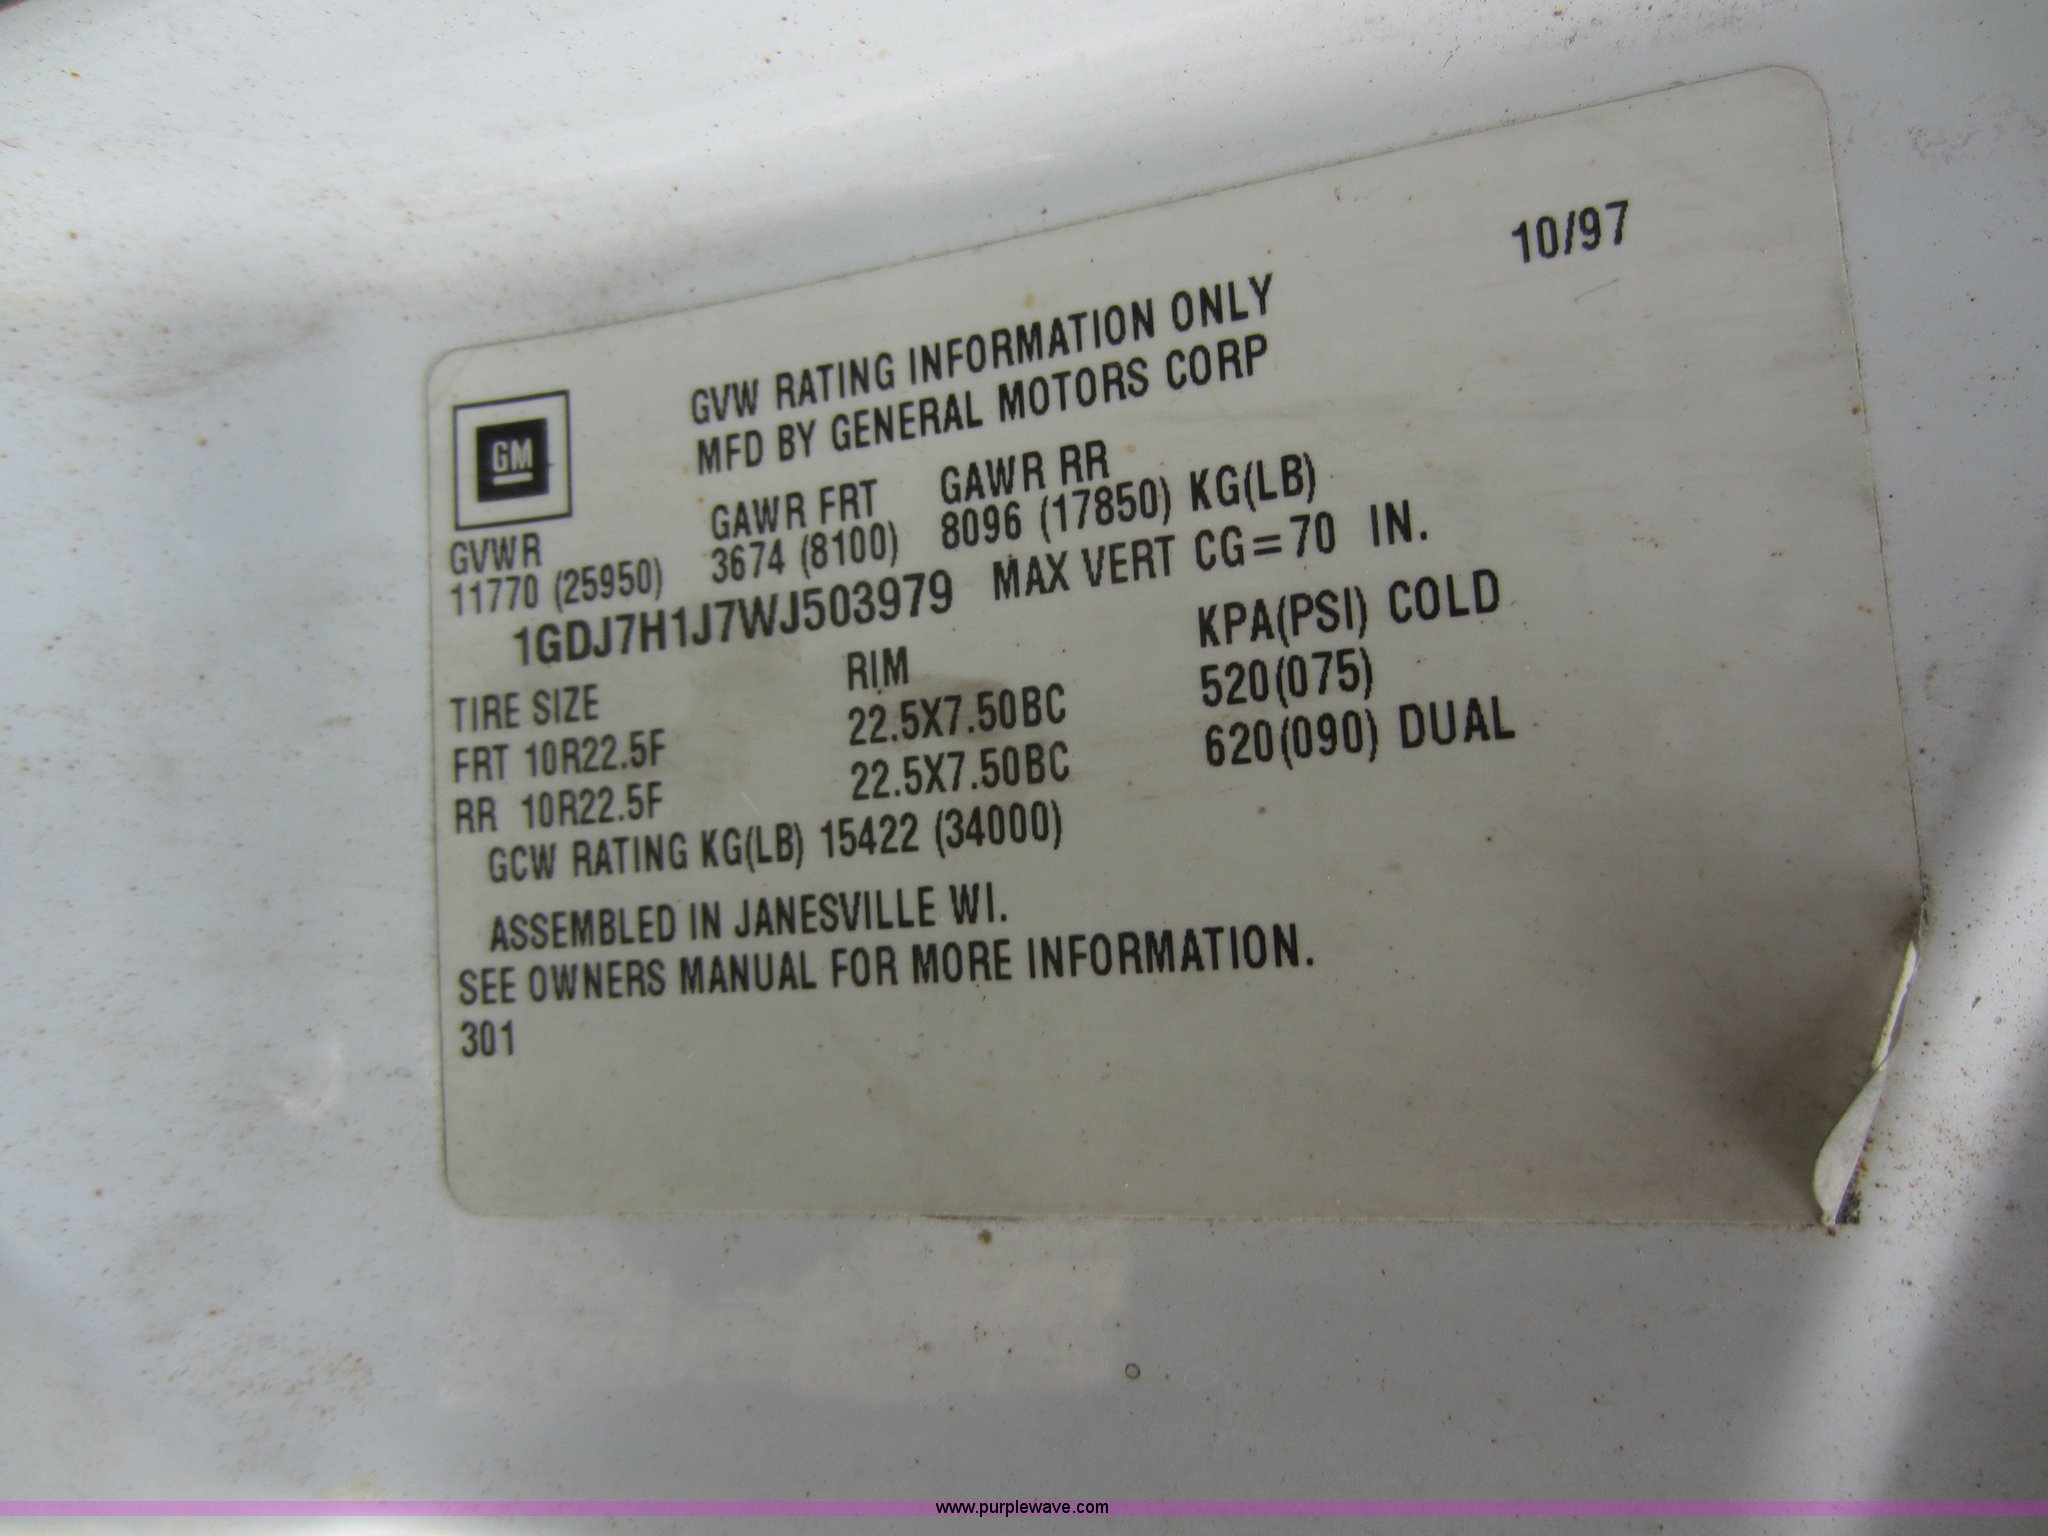 10/97
GVW RATING INFORMATION ONLY
MFD BY GENERAL MOTORS CORP
GM
GVWR GAWR FRT GAWR RR
11770 (25950) 3674 (8100) 8096 (17850) KG(LB)
1GDJ7H1J7WJ503979 MAX VERT CG=70 IN.
TIRE SIZE RIM KPA(PSI) COLD
FRT 10R22.5F 22.5X7.50BC 520(075)
RR 10R22.5F 22.5X7.50BC 620(090) DUAL
GCW RATING KG(LB) 15422 (34000)
ASSEMBLED IN JANESVILLE WI.
SEE OWNERS MANUAL FOR MORE INFORMATION.
301
www.purplewave.com